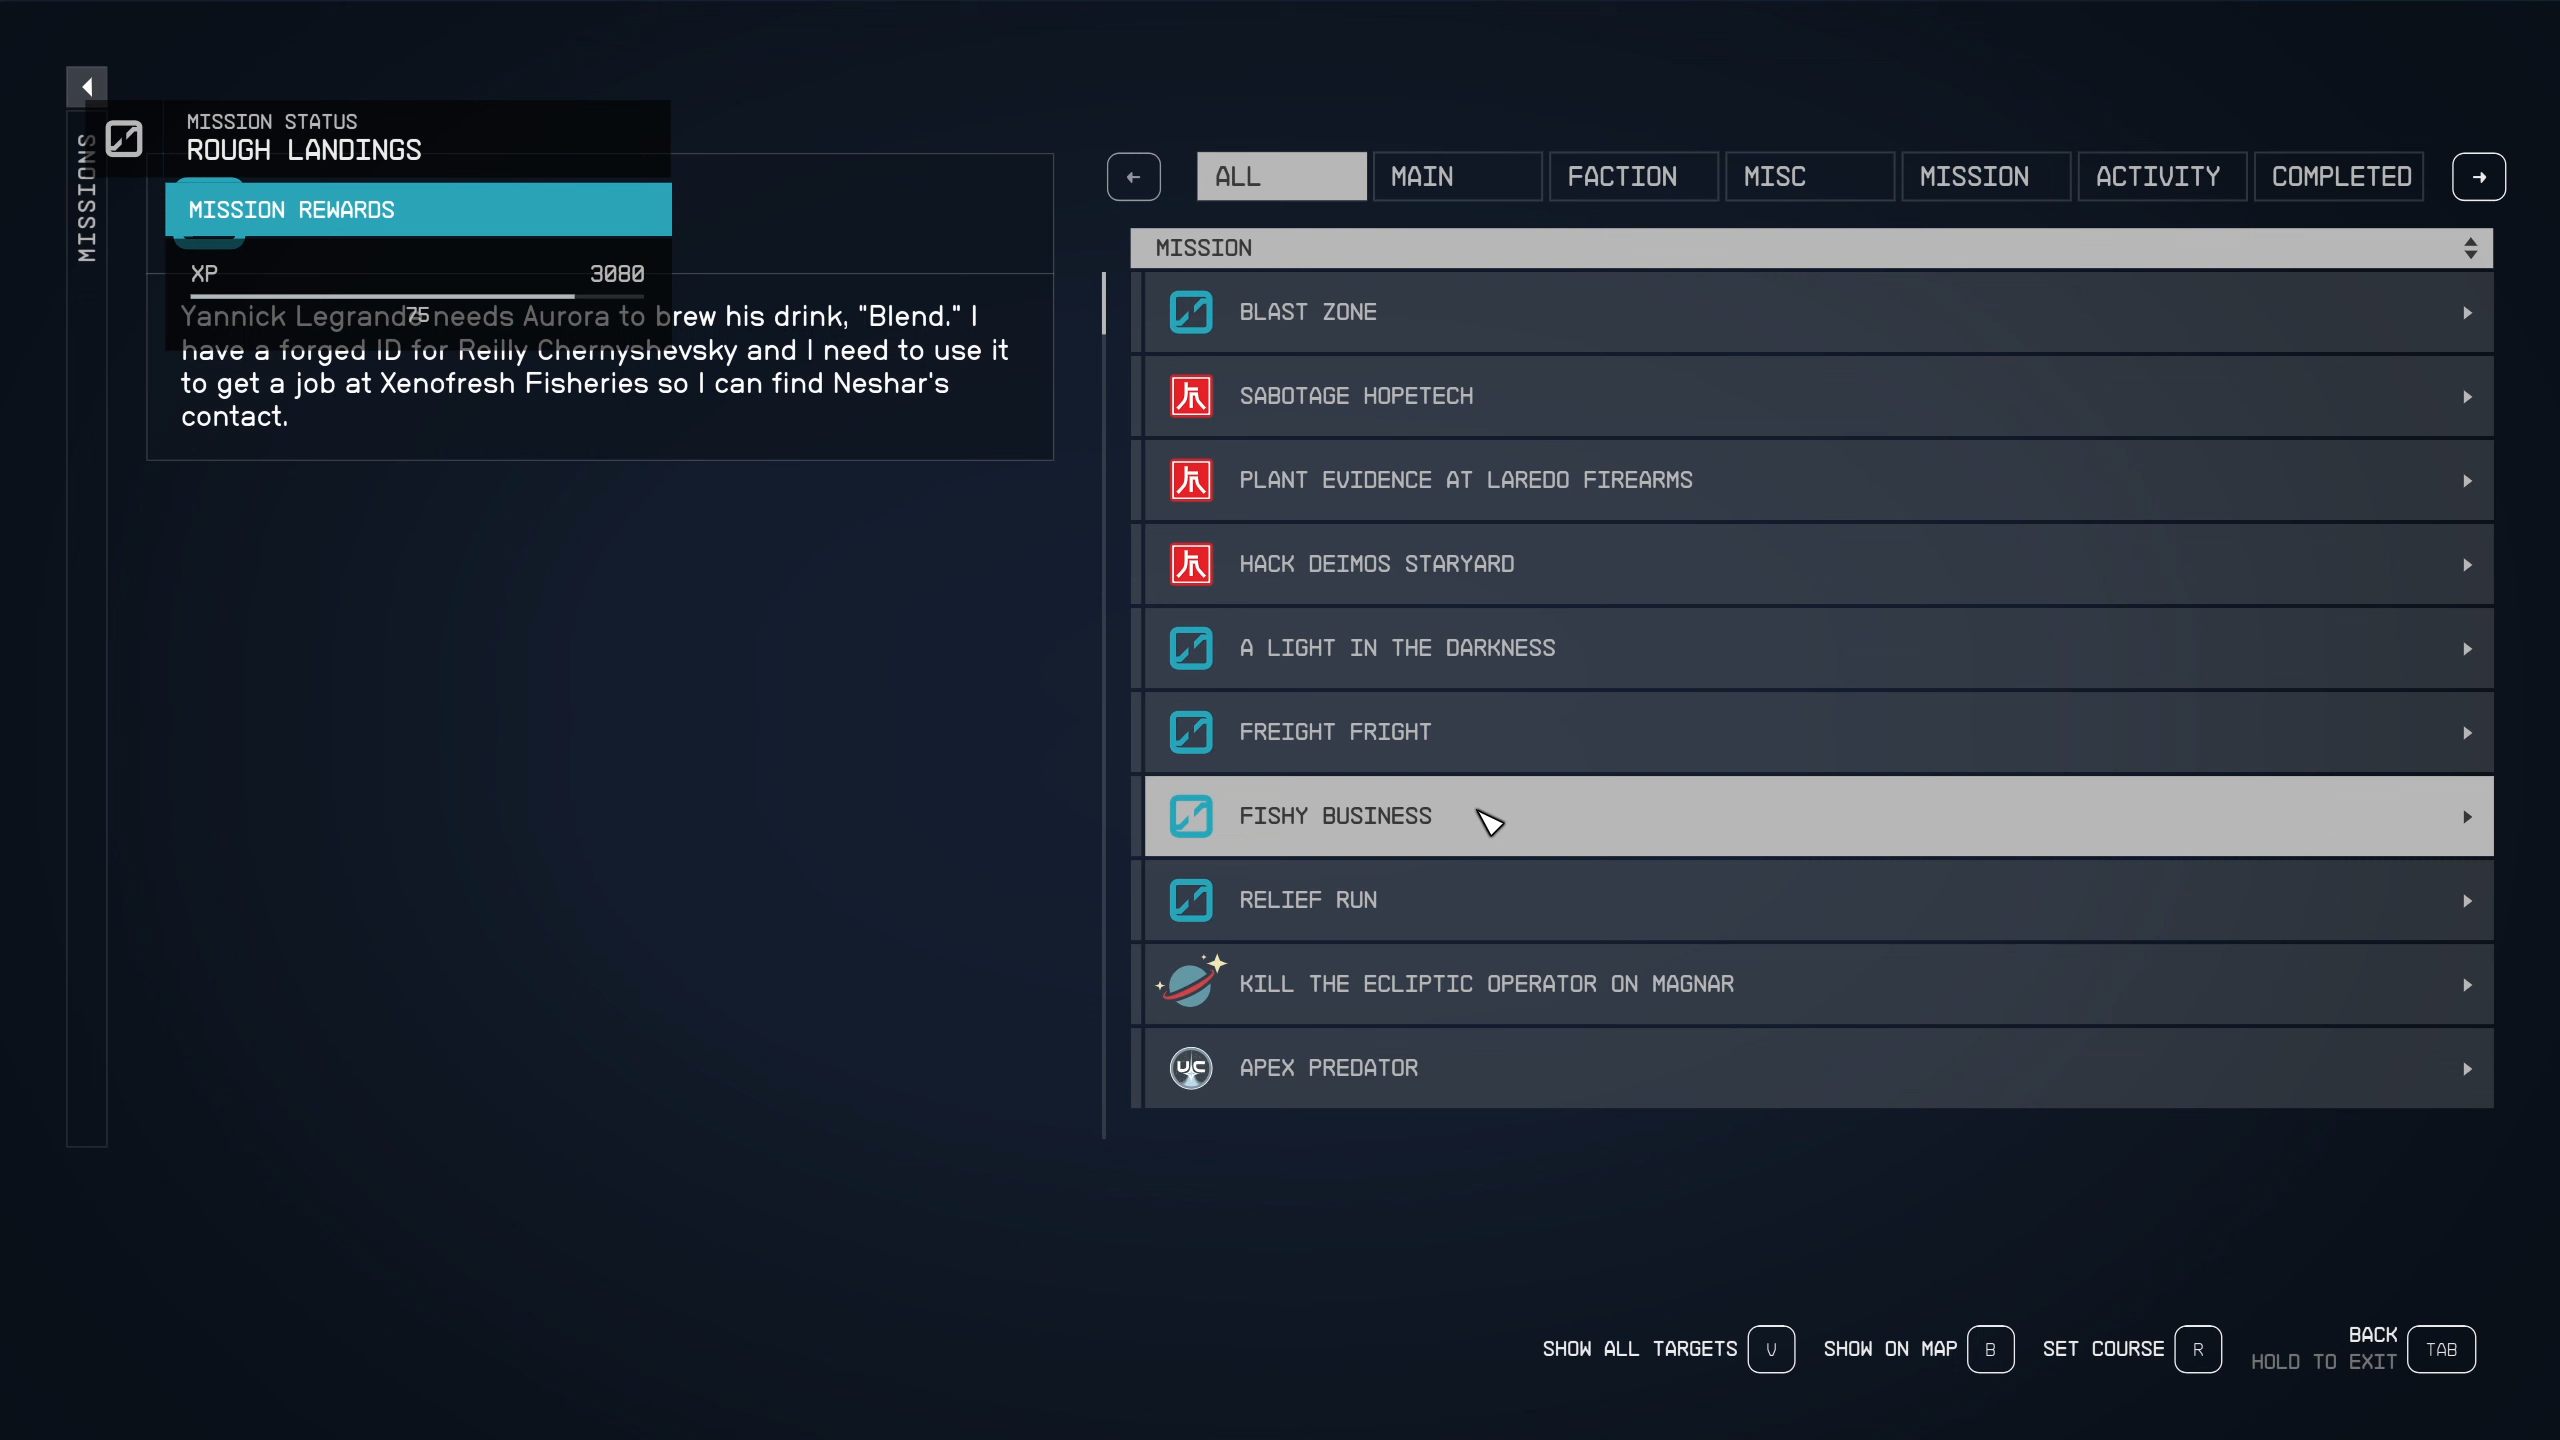 MISSIONS
MISSION STATUS
ROUGH LANDINGS
MISSION REWARDS
XP 3080
75
Yannick Legrande needs Aurora to brew his drink, "Blend." I
have a forged ID for Reilly Chernyshevsky and I need to use it
to get a job at Xenofresh Fisheries so I can find Neshar's
contact.
ALL MAIN FACTION MISC MISSION ACTIVITY COMPLETED
MISSION
BLAST ZONE
SABOTAGE HOPETECH
PLANT EVIDENCE AT LAREDO FIREARMS
HACK DEIMOS STARYARD
A LIGHT IN THE DARKNESS
FREIGHT FRIGHT
FISHY BUSINESS
RELIEF RUN
KILL THE ECLIPTIC OPERATOR ON MAGNAR
UC APEX PREDATOR
SHOW ALL TARGETS V SHOW ON MAP B SET COURSE R BACK TAB
HOLD TO EXIT